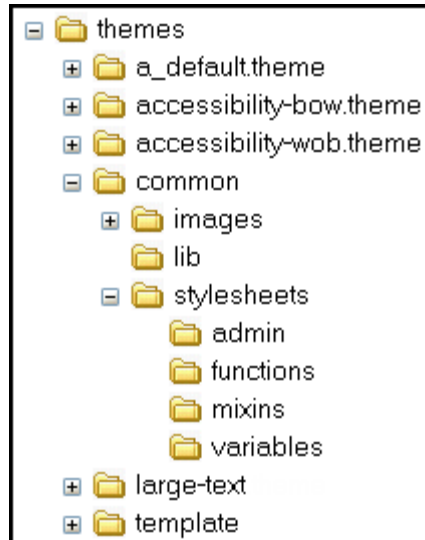 themes
a_default.theme
accessibility-bow.theme
accessibility-wob.theme
common
images
lib
stylesheets
admin
functions
mixins
variables
large-text
template